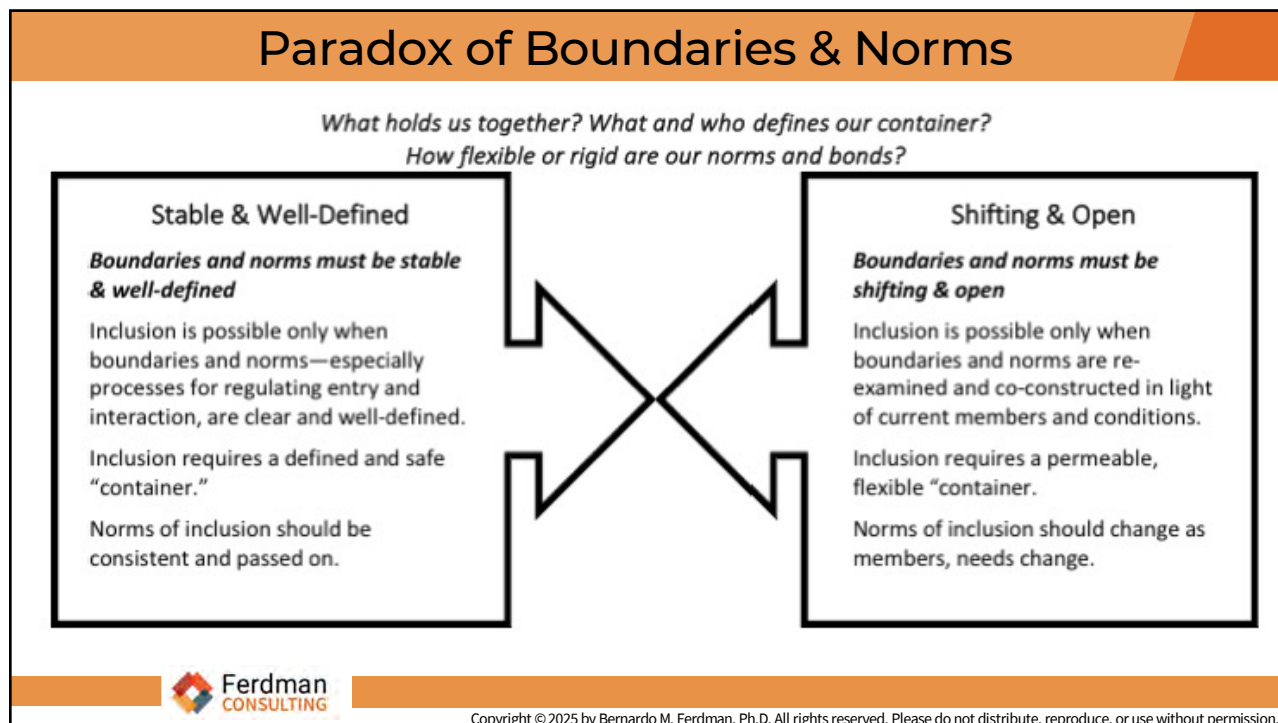 Paradox of Boundaries & Norms
What holds us together? What and who defines our container?
How flexible or rigid are our norms and bonds?
Stable & Well-Defined
Boundaries and norms must be stable
& well-defined
Inclusion is possible only when
boundaries and norms—especially
processes for regulating entry and
interaction, are clear and well-defined.
Inclusion requires a defined and safe
“container.”
Norms of inclusion should be
consistent and passed on.
Shifting & Open
Boundaries and norms must be
shifting & open
Inclusion is possible only when
boundaries and norms are re-
examined and co-constructed in light
of current members and conditions.
Inclusion requires a permeable,
flexible “container.
Norms of inclusion should change as
members, needs change.
Ferdman
CONSULTING
Copyright © 2025 by Bernardo M. Ferdman, Ph.D. All rights reserved. Please do not distribute, reproduce, or use without permission.